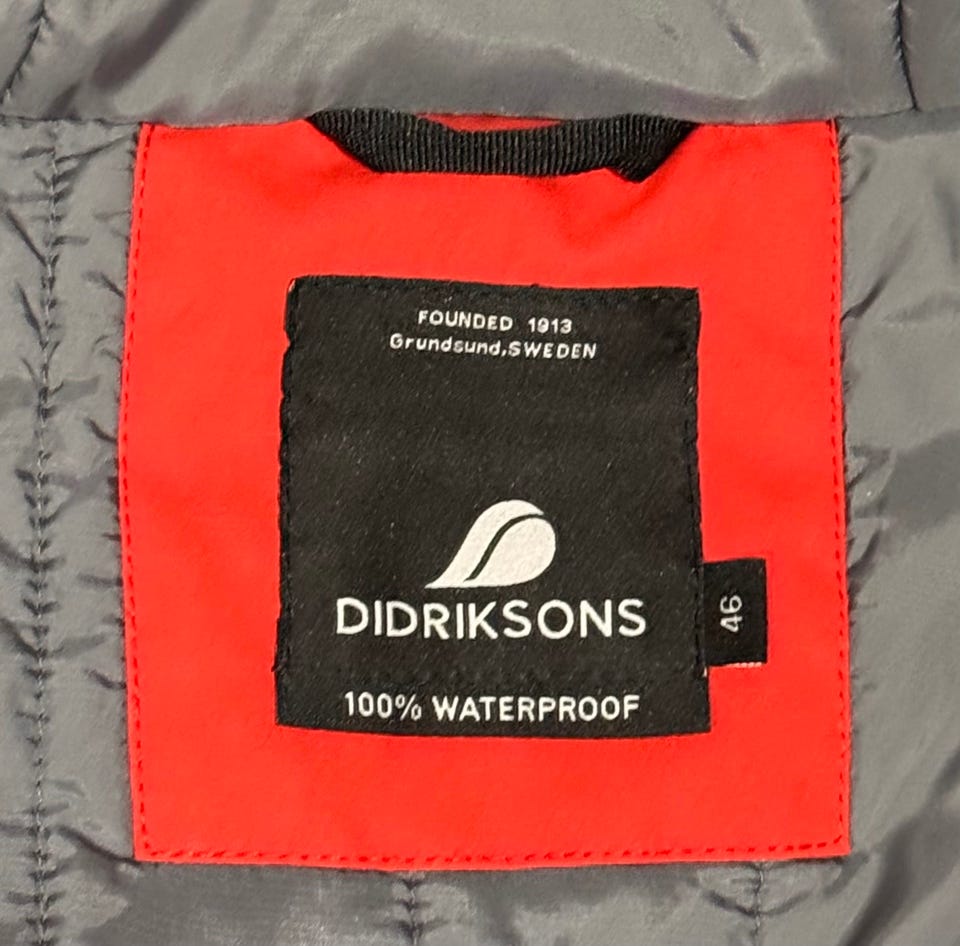 FOUNDED 1913
Grundsund,SWEDEN
DIDRIKSONS
46
100% WATERPROOF